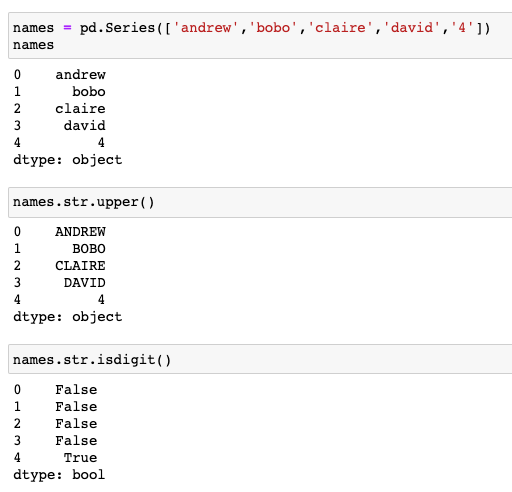 names = pd.Series(['andrew','bobo','claire','david','4'])
names
0    andrew
1      bobo
2    claire
3     david
4         4
dtype: object
names.str.upper()
0    ANDREW
1      BOBO
2    CLAIRE
3     DAVID
4         4
dtype: object
names.str.isdigit()
0    False
1    False
2    False
3    False
4     True
dtype: bool